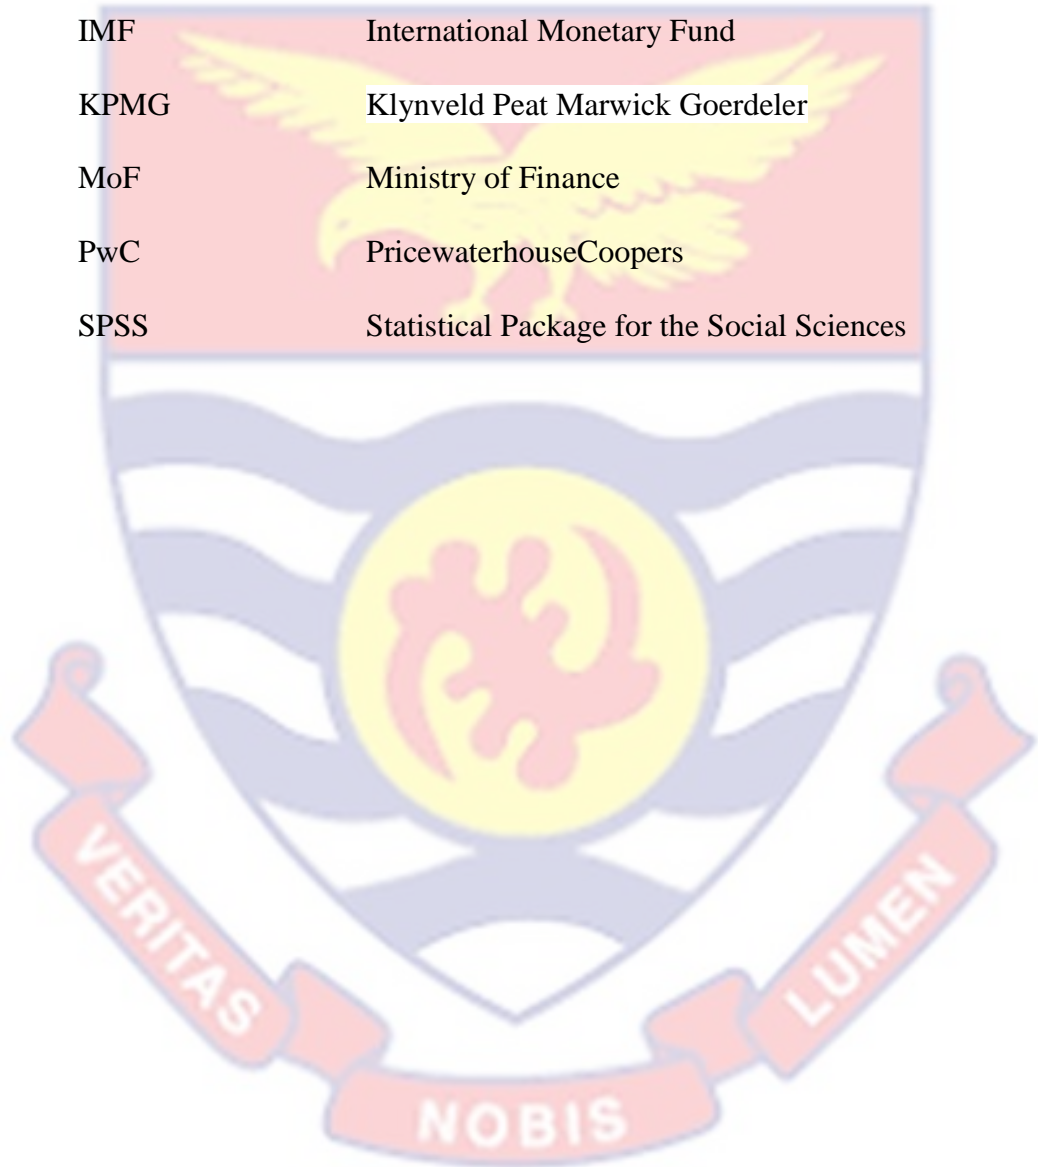 IMF International Monetary Fund
KPMG Klynveld Peat Marwick Goerdeler
MoF Ministry of Finance
PwC PricewaterhouseCoopers
SPSS Statistical Package for the Social Sciences
VERITAS
NOBIS
LUMEN